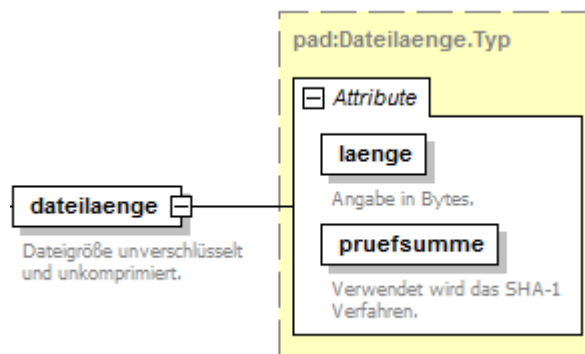 pad:Dateilaenge.Typ
Attribute
laenge
Angabe in Bytes.
dateilaenge
Dateigröße unverschlüsselt
und unkomprimiert.
pruefsumme
Verwendet wird das SHA-1
Verfahren.